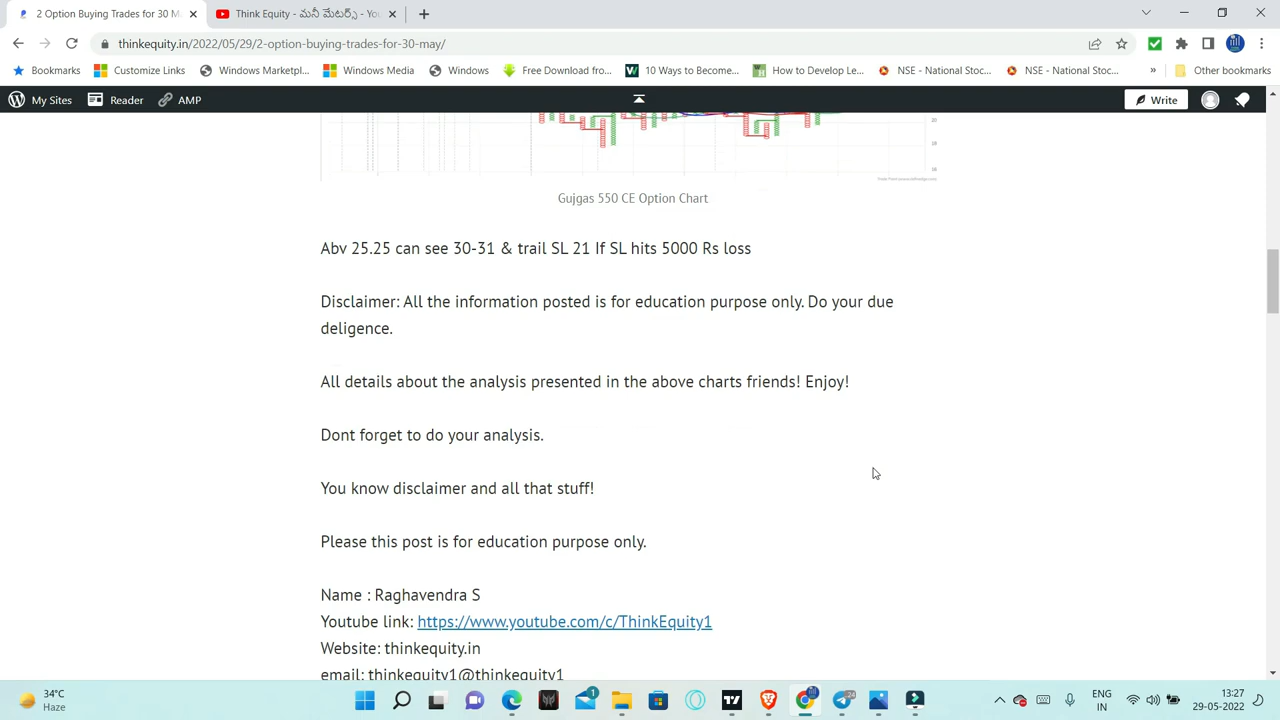 2 Option Buying Trades for 30 M
Think Equity - మనీ మేటర్స్ - You
thinkequity.in/2022/05/29/2-option-buying-trades-for-30-may/
Bookmarks
Customize Links
Windows Marketpl...
Windows Media
Windows
Free Download fro...
10 Ways to Become...
How to Develop Le...
NSE - National Stoc...
NSE - National Stoc...
»
Other bookmarks
My Sites
Reader
AMP
Write
20
18
16
Gujgas 550 CE Option Chart
Abv 25.25 can see 30-31 & trail SL 21 If SL hits 5000 Rs loss
Disclaimer: All the information posted is for education purpose only. Do your due
deligence.
All details about the analysis presented in the above charts friends! Enjoy!
Dont forget to do your analysis.
You know disclaimer and all that stuff!
Please this post is for education purpose only.
Name : Raghavendra S
Youtube link: https://www.youtube.com/c/ThinkEquity1
Website: thinkequity.in
email: thinkequity1@thinkequity1
34°C
Haze
1
24
ENG
IN
13:27
29-05-2022